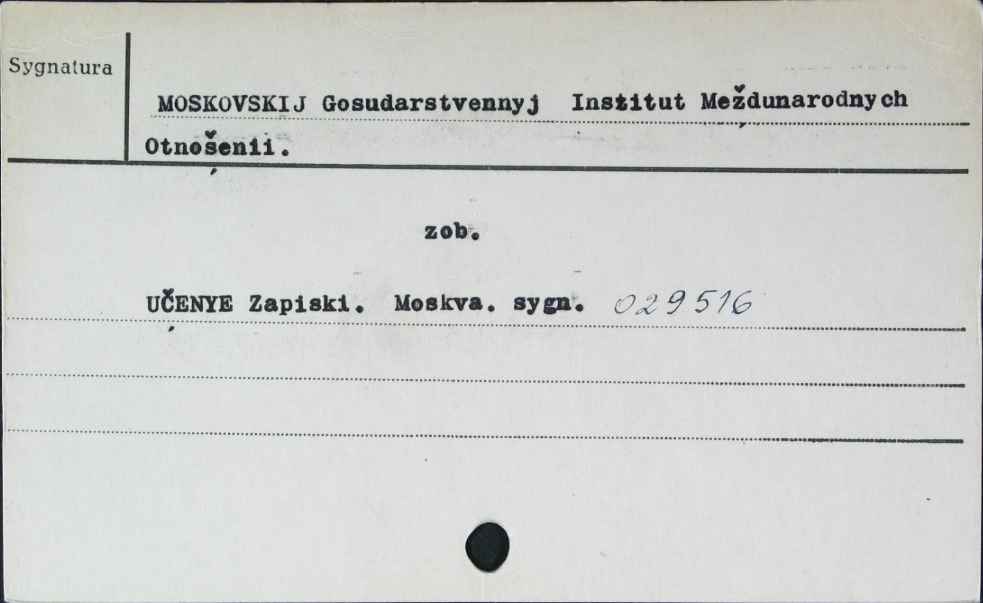 Sygnatura
MOSKOVSKIJ Gosudarstvennyj Institut Meždunarodnych
Otnošenii.
zob.
UČENYE Zapiski. Moskva. sygn. 029516